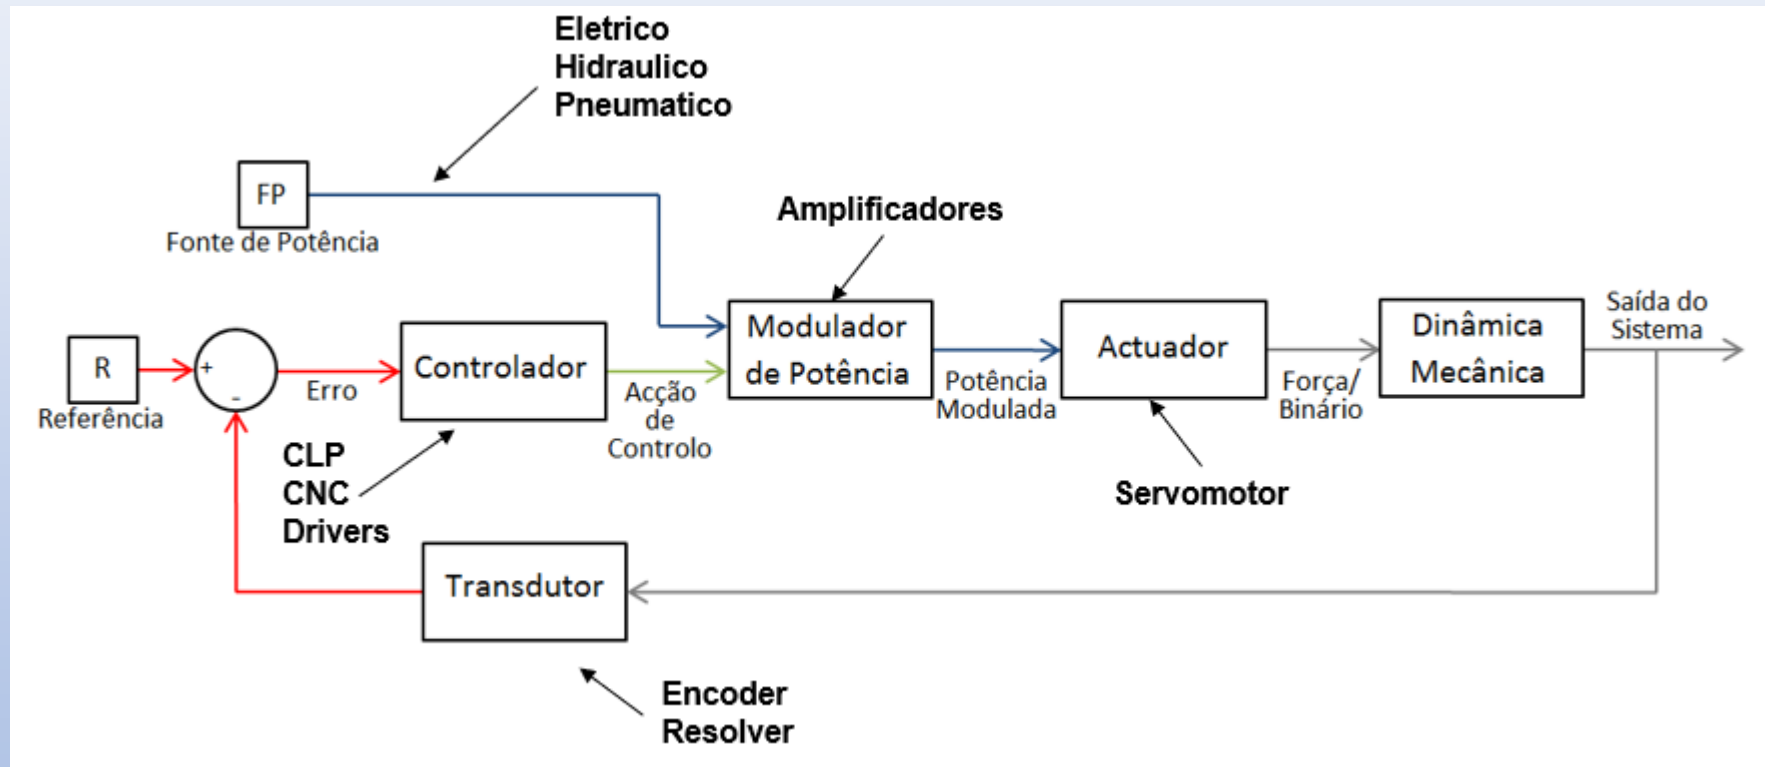 Eletrico
Hidraulico
Pneumatico
FP
Fonte de Potência
Amplificadores
R
Referência
+
-
Erro
Controlador
Acção
de
Controlo
Modulador
de Potência
Potência
Modulada
Actuador
Força/
Binário
Dinâmica
Mecânica
Saída do
Sistema
CLP
CNC
Drivers
Servomotor
Transdutor
Encoder
Resolver